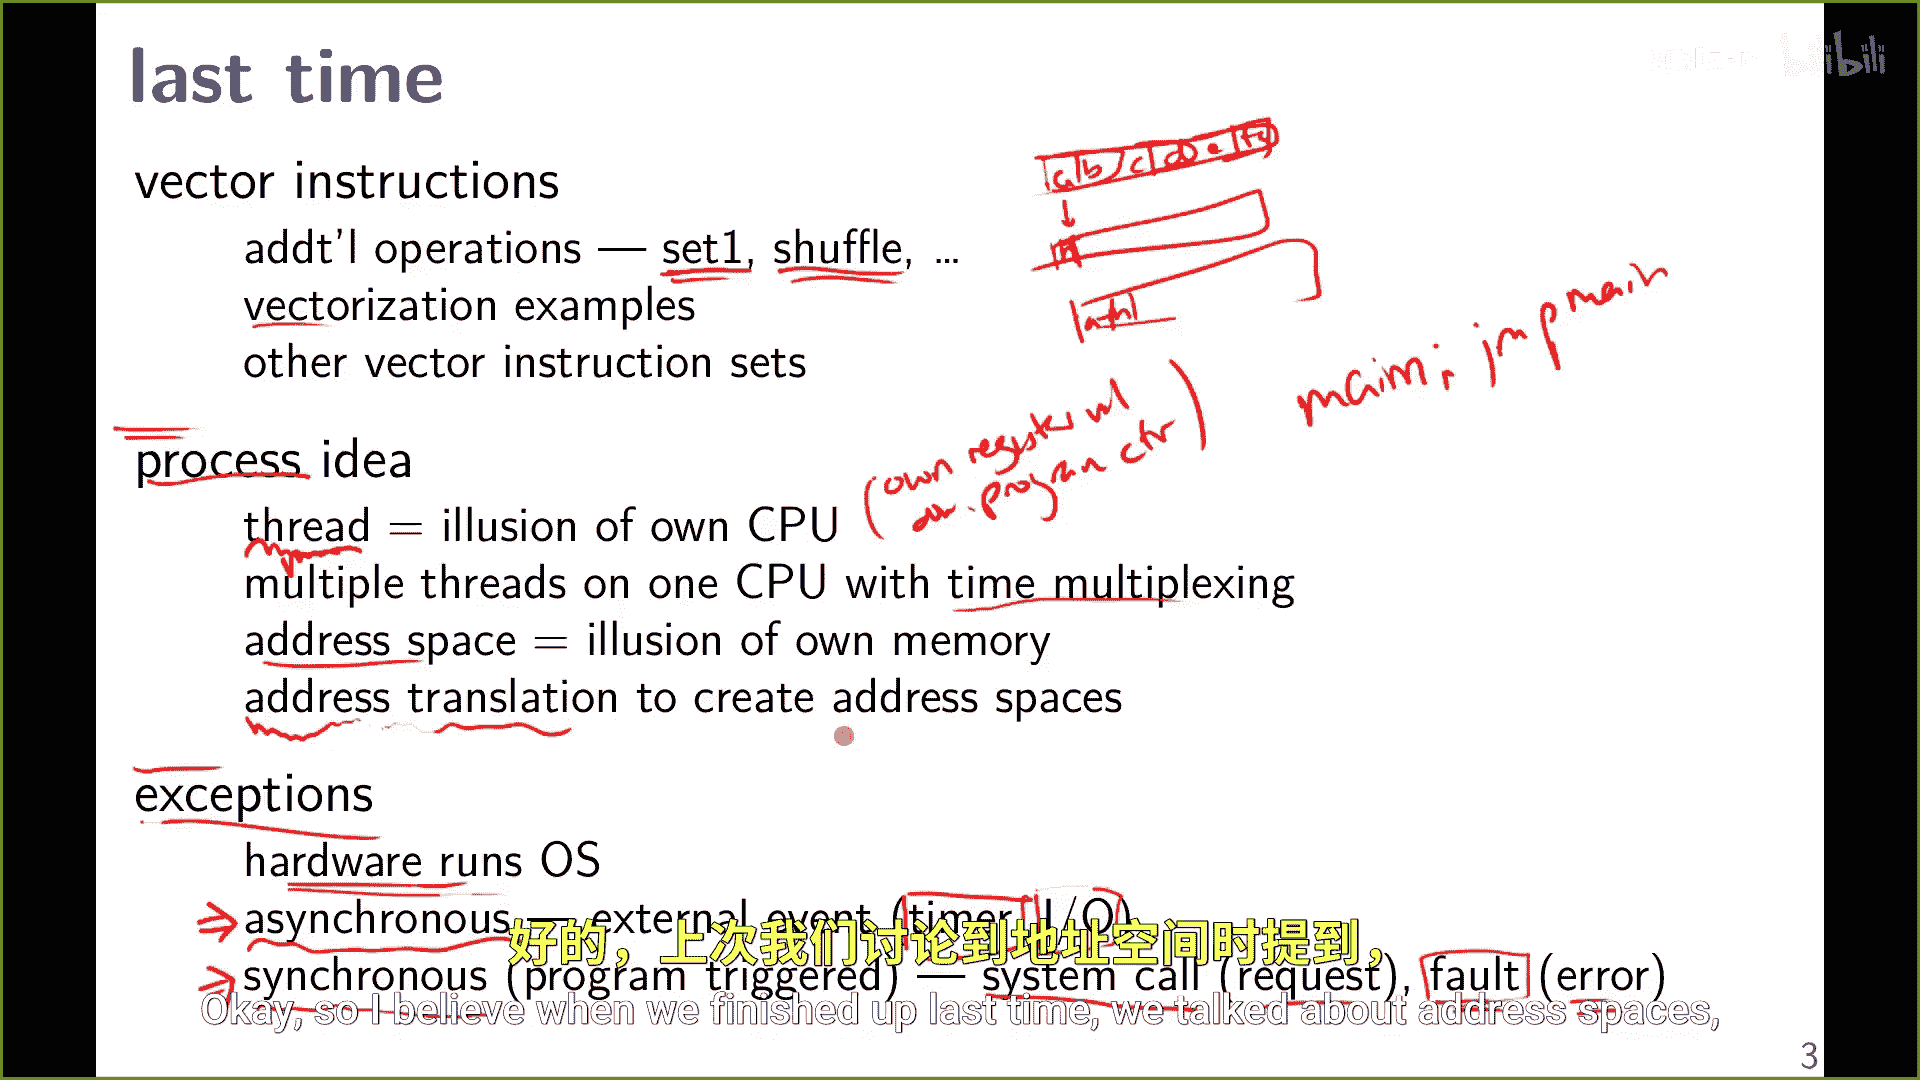 last time
bilibili
vector instructions
addt'l operations — set1, shuffle, ...
vectorization examples
other vector instruction sets
a b c d e f
main: jmp main
process idea
(own registers w/
own program ctr)
thread = illusion of own CPU
multiple threads on one CPU with time multiplexing
address space = illusion of own memory
address translation to create address spaces
exceptions
hardware runs OS
asynchronous — external event (timer, I/O)
好的，上次我们讨论到地址空间时提到，
synchronous (program triggered) — system call (request), fault (error)
Okay, so I believe when we finished up last time, we talked about address spaces,
3